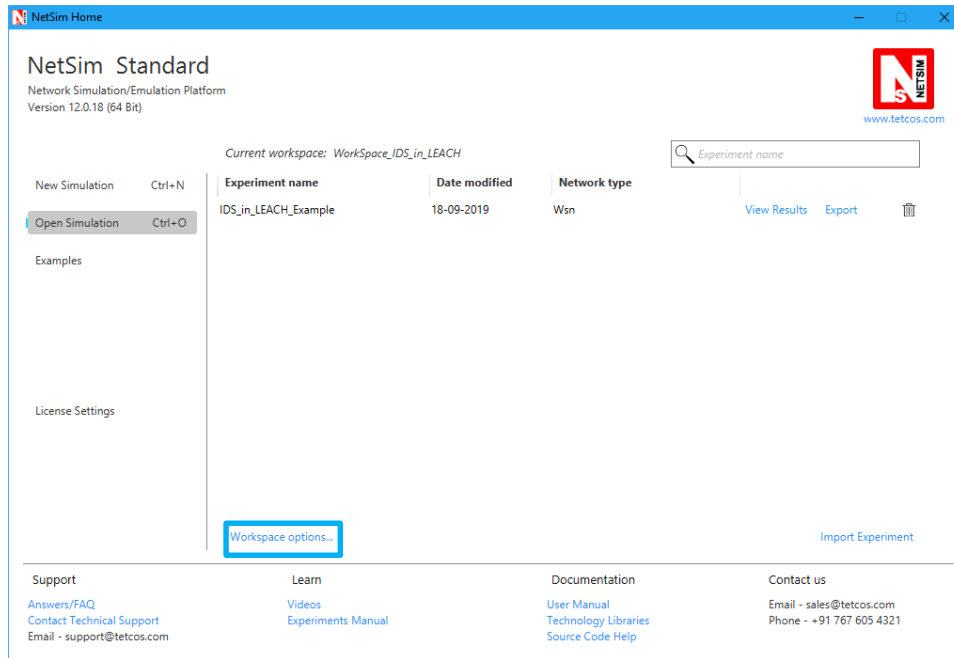 NetSim Home
NetSim Standard
Network Simulation/Emulation Platform
Version 12.0.18 (64 Bit)
NS NETSIM
www.tetcos.com
Current workspace: WorkSpace_IDS_in_LEACH
Experiment name
New Simulation Ctrl+N
Open Simulation Ctrl+O
Examples
License Settings
Experiment name Date modified Network type
IDS_in_LEACH_Example 18-09-2019 Wsn View Results Export
Workspace options...
Import Experiment
Support
Answers/FAQ
Contact Technical Support
Email - support@tetcos.com
Learn
Videos
Experiments Manual
Documentation
User Manual
Technology Libraries
Source Code Help
Contact us
Email - sales@tetcos.com
Phone - +91 767 605 4321